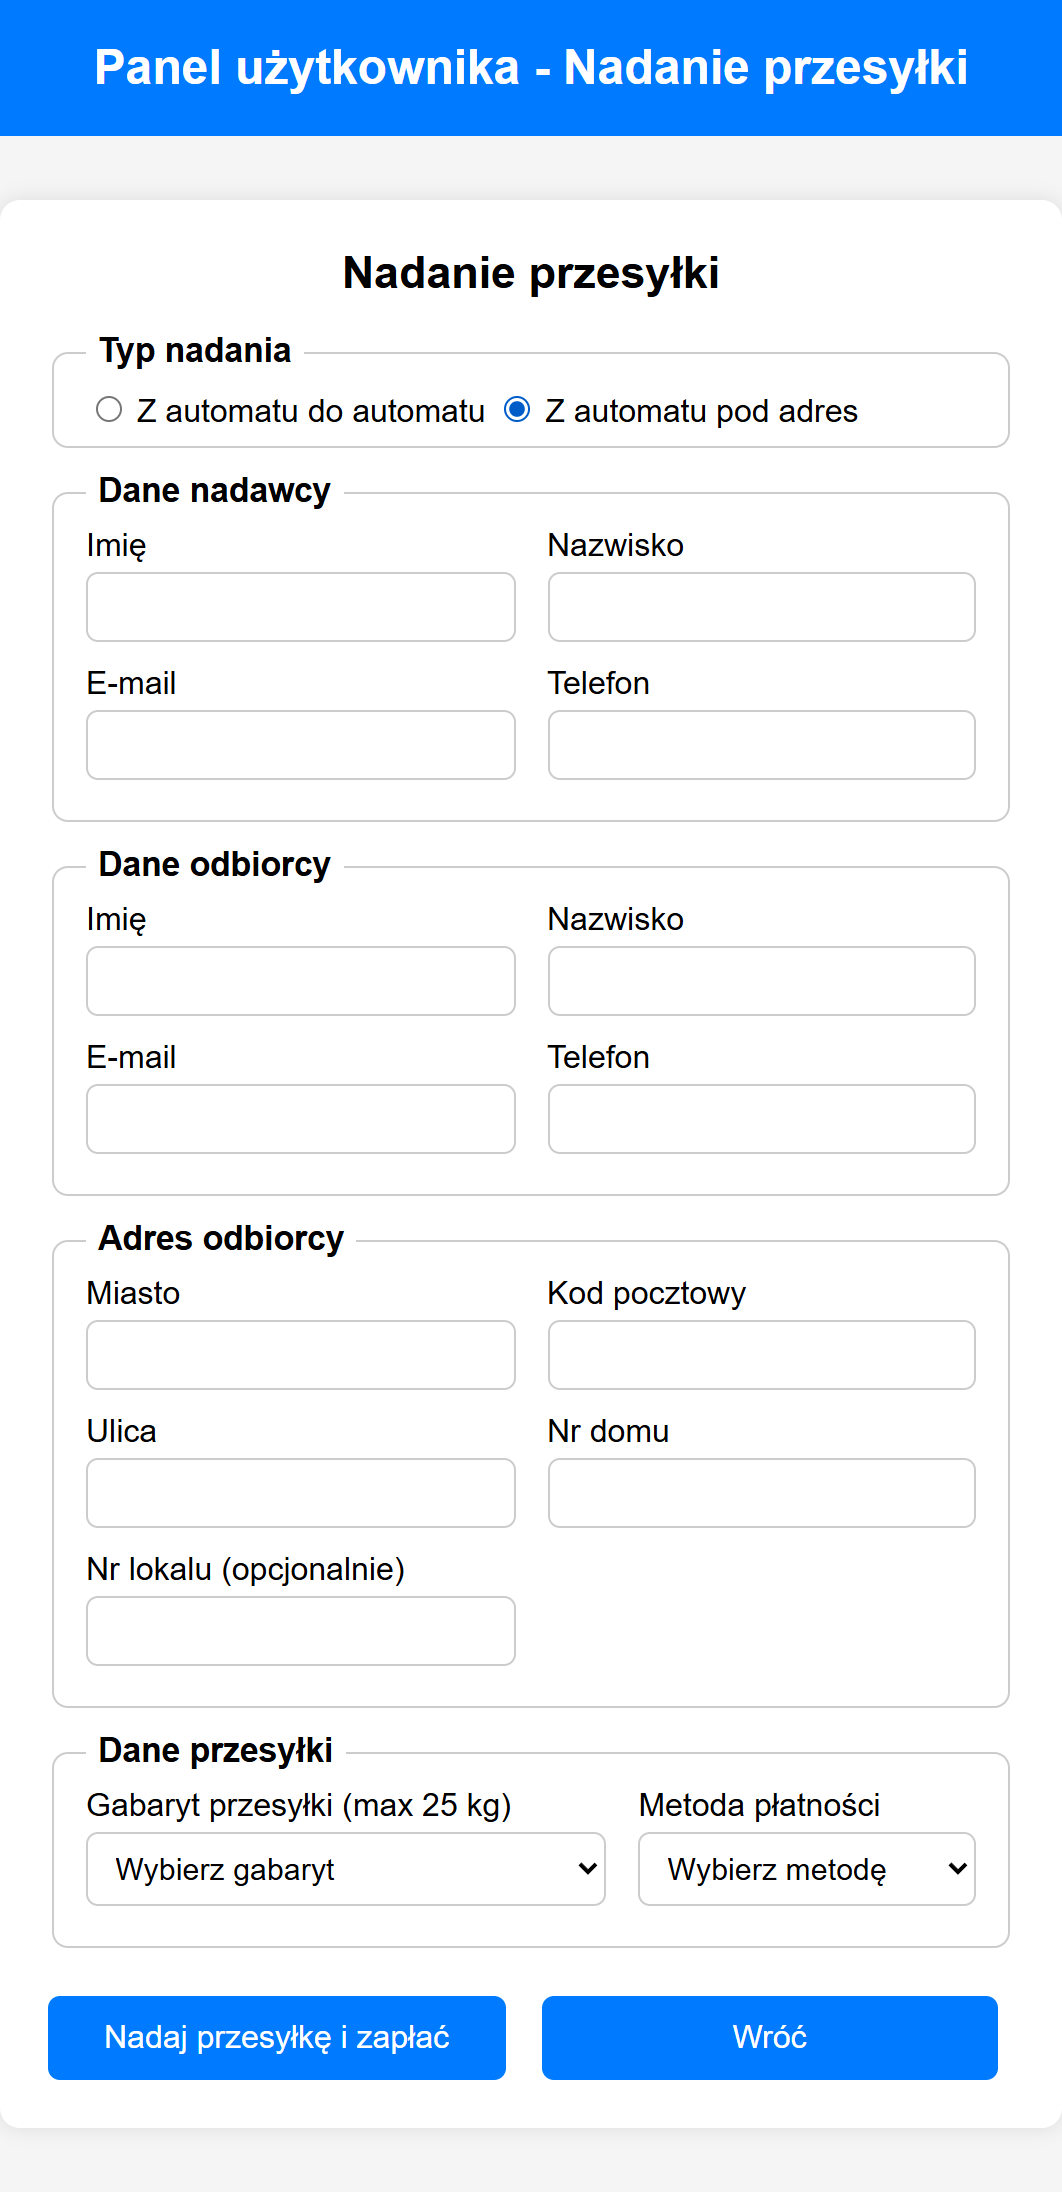 Panel użytkownika - Nadanie przesyłki
Nadanie przesyłki
Typ nadania
Z automatu do automatu Z automatu pod adres
Dane nadawcy
Imię Nazwisko
E-mail Telefon
Dane odbiorcy
Imię Nazwisko
E-mail Telefon
Adres odbiorcy
Miasto Kod pocztowy
Ulica Nr domu
Nr lokalu (opcjonalnie)
Dane przesyłki
Gabaryt przesyłki (max 25 kg) Metoda płatności
Wybierz gabaryt Wybierz metodę
Nadaj przesyłkę i zapłać Wróć